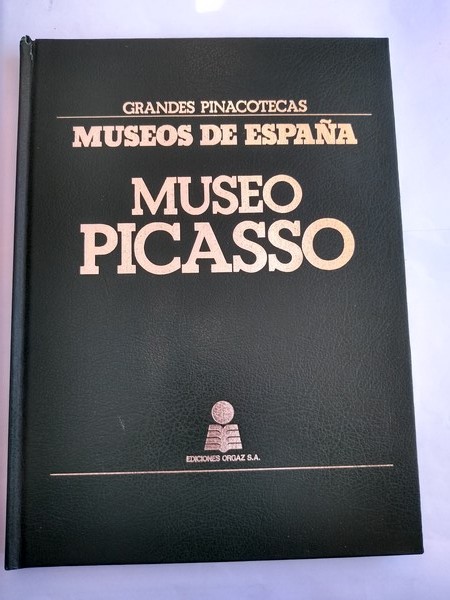 GRANDES PINACOTECAS
MUSEOS DE ESPAÑA
MUSEO
PICASSO
EDICIONES ORGAZ S.A.